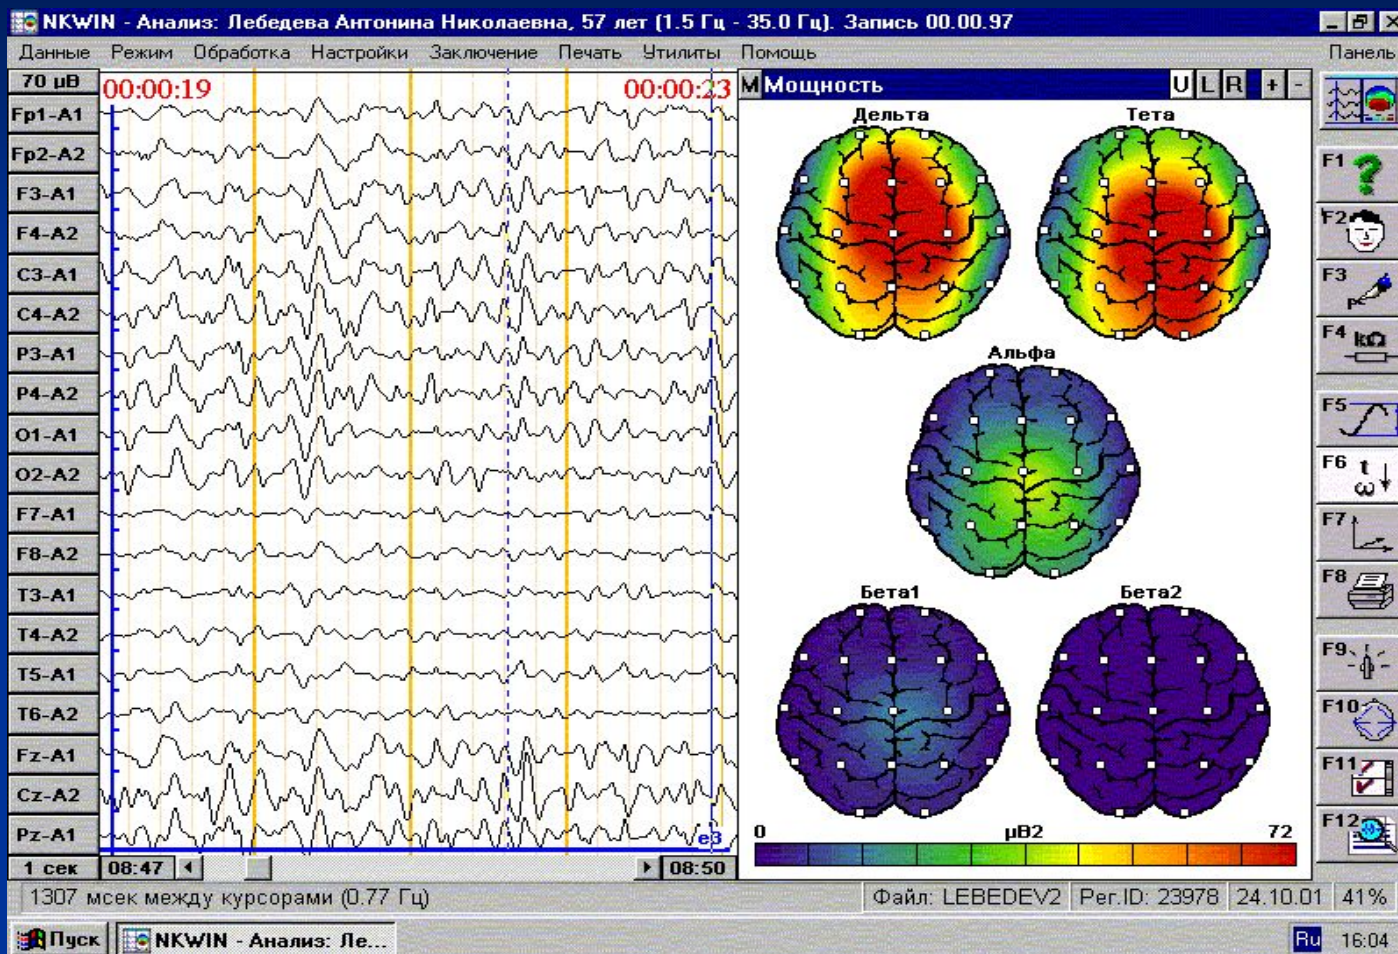 NKWIN - Анализ: Лебедева Антонина Николаевна, 57 лет (1.5 Гц - 35.0 Гц). Запись 00.00.97
Данные Режим Обработка Настройки Заключение Печать Утилиты Помощь Панель
70 µВ
00:00:19 00:00:23
Fp1-A1
Fp2-A2
F3-A1
F4-A2
C3-A1
C4-A2
P3-A1
P4-A2
O1-A1
O2-A2
F7-A1
F8-A2
T3-A1
T4-A2
T5-A1
T6-A2
Fz-A1
Cz-A2
Pz-A1
e3
1 сек 08:47 08:50
М Мощность U L R + -
Дельта Тета
Альфа
Бета1 Бета2
0 µВ2 72
F1 ?
F2
F3
F4 kΩ
F5
F6 t ω
F7
F8
F9
F10
F11
F12
1307 мсек между курсорами (0.77 Гц) Файл: LEBEDEV2 Рег.ID: 23978 24.10.01 41%
Пуск NKWIN - Анализ: Ле... Ru 16:04